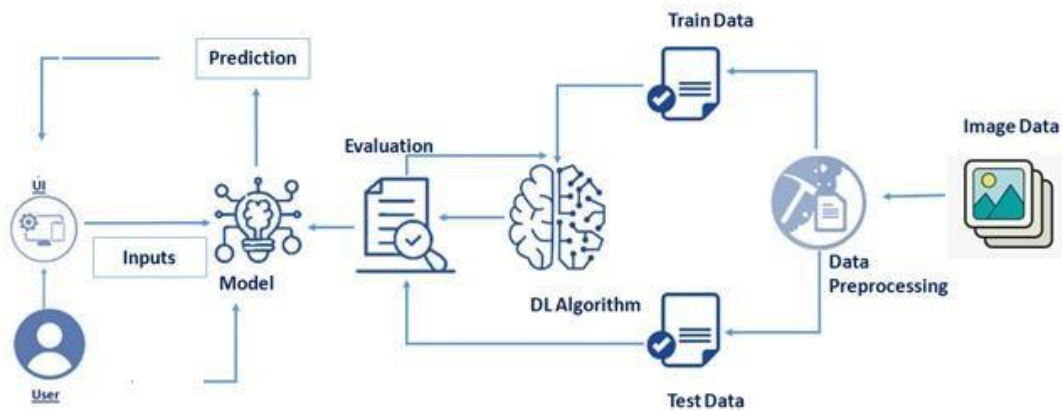 Train Data
Prediction
Image Data
Evaluation
UI
Inputs
Model
Data
Preprocessing
DL Algorithm
User
Test Data